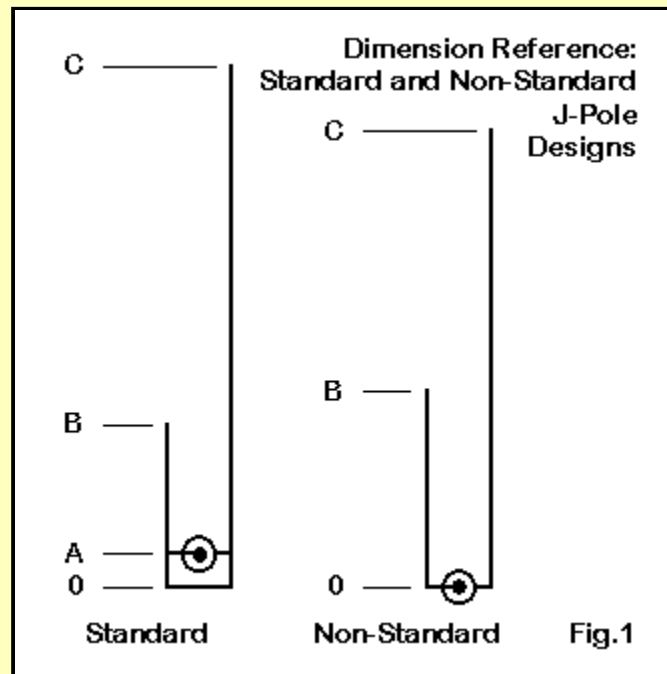 Dimension Reference:
Standard and Non-Standard
J-Pole
Designs
C
B
A
0
Standard
C
B
0
Non-Standard
Fig.1